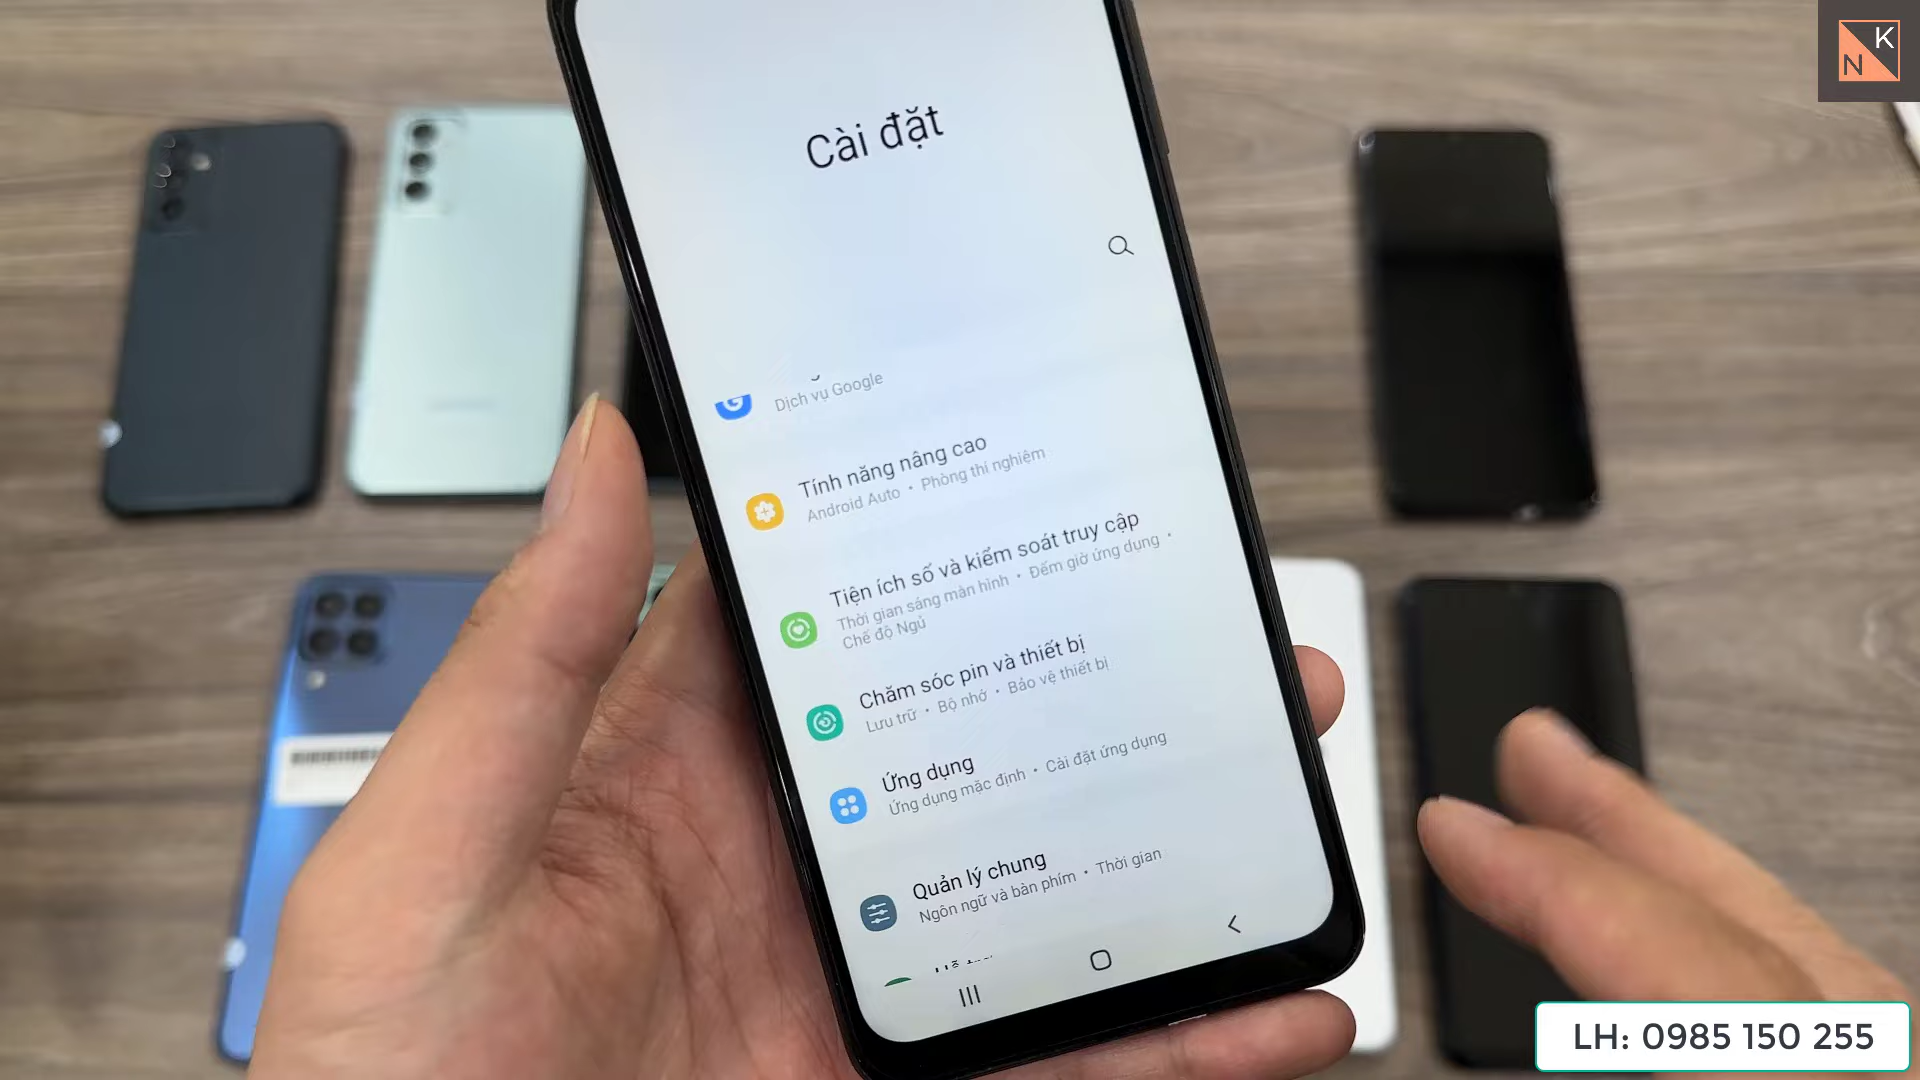 K
N
Cài đặt
Dịch vụ Google
Tính năng nâng cao
Android Auto • Phòng thí nghiệm
Tiện ích số và kiểm soát truy cập
Thời gian sáng màn hình • Đếm giờ ứng dụng •
Chế độ Ngủ
Chăm sóc pin và thiết bị
Lưu trữ • Bộ nhớ • Bảo vệ thiết bị
Ứng dụng
Ứng dụng mặc định • Cài đặt ứng dụng
Quản lý chung
Ngôn ngữ và bàn phím • Thời gian
LH: 0985 150 255